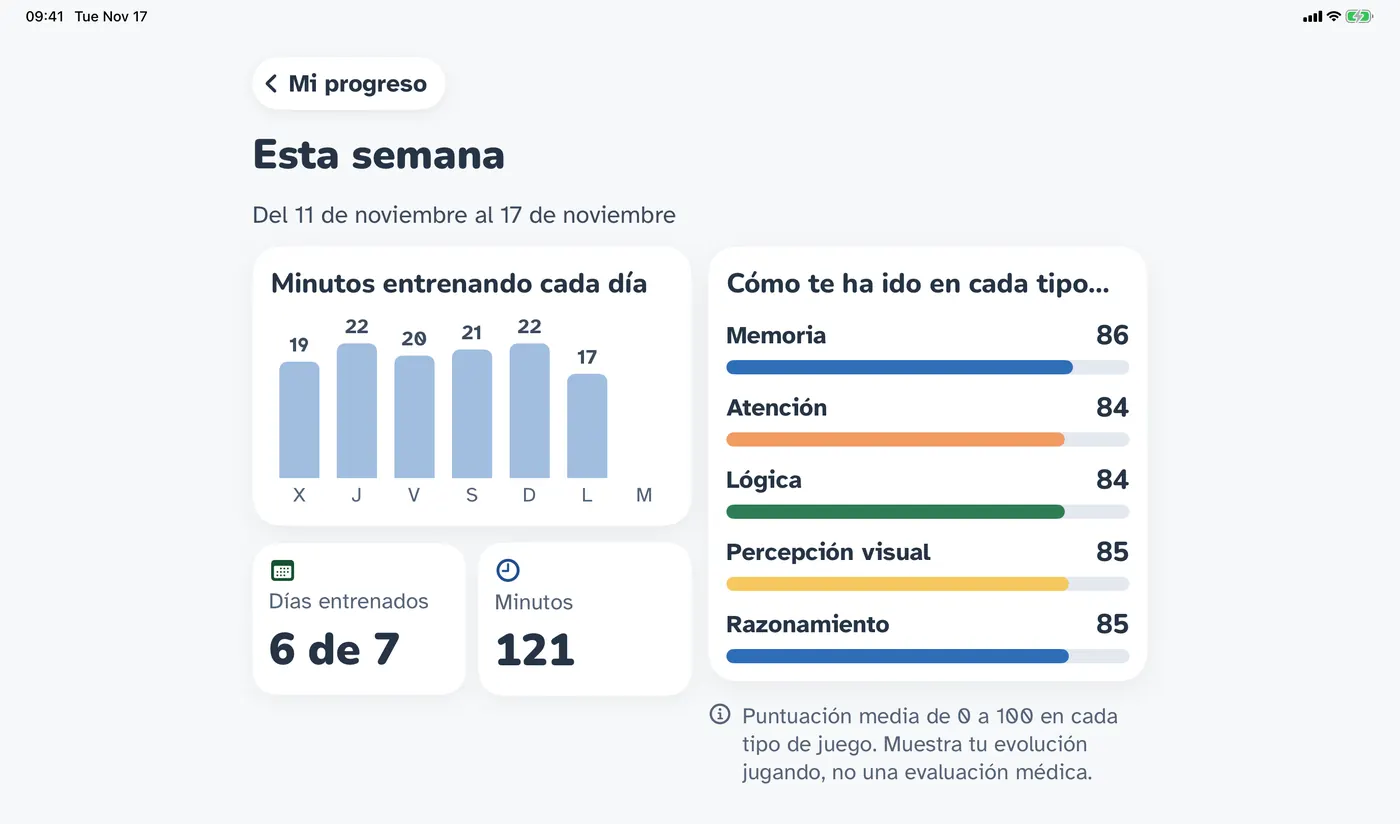 09:41 Tue Nov 17
Mi progreso
Esta semana
Del 11 de noviembre al 17 de noviembre
Minutos entrenando cada día
19 22 20 21 22 17
X J V S D L M
Días entrenados
6 de 7
Minutos
121
Cómo te ha ido en cada tipo...
Memoria 86
Atención 84
Lógica 84
Percepción visual 85
Razonamiento 85
Puntuación media de 0 a 100 en cada
tipo de juego. Muestra tu evolución
jugando, no una evaluación médica.